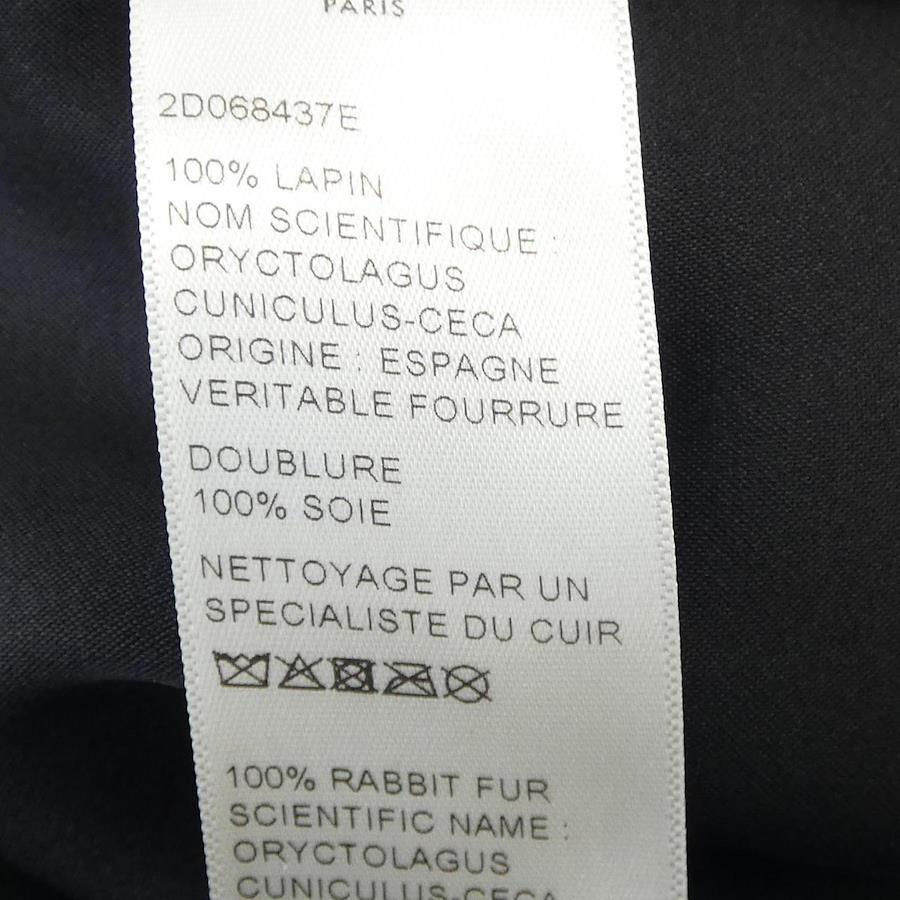 PARIS
2D068437E
100% LAPIN
NOM SCIENTIFIQUE :
ORYCTOLAGUS
CUNICULUS-CECA
ORIGINE : ESPAGNE
VERITABLE FOURRURE
DOUBLURE
100% SOIE
NETTOYAGE PAR UN
SPECIALISTE DU CUIR
100% RABBIT FUR
SCIENTIFIC NAME :
ORYCTOLAGUS
CUNICULUS-CECA